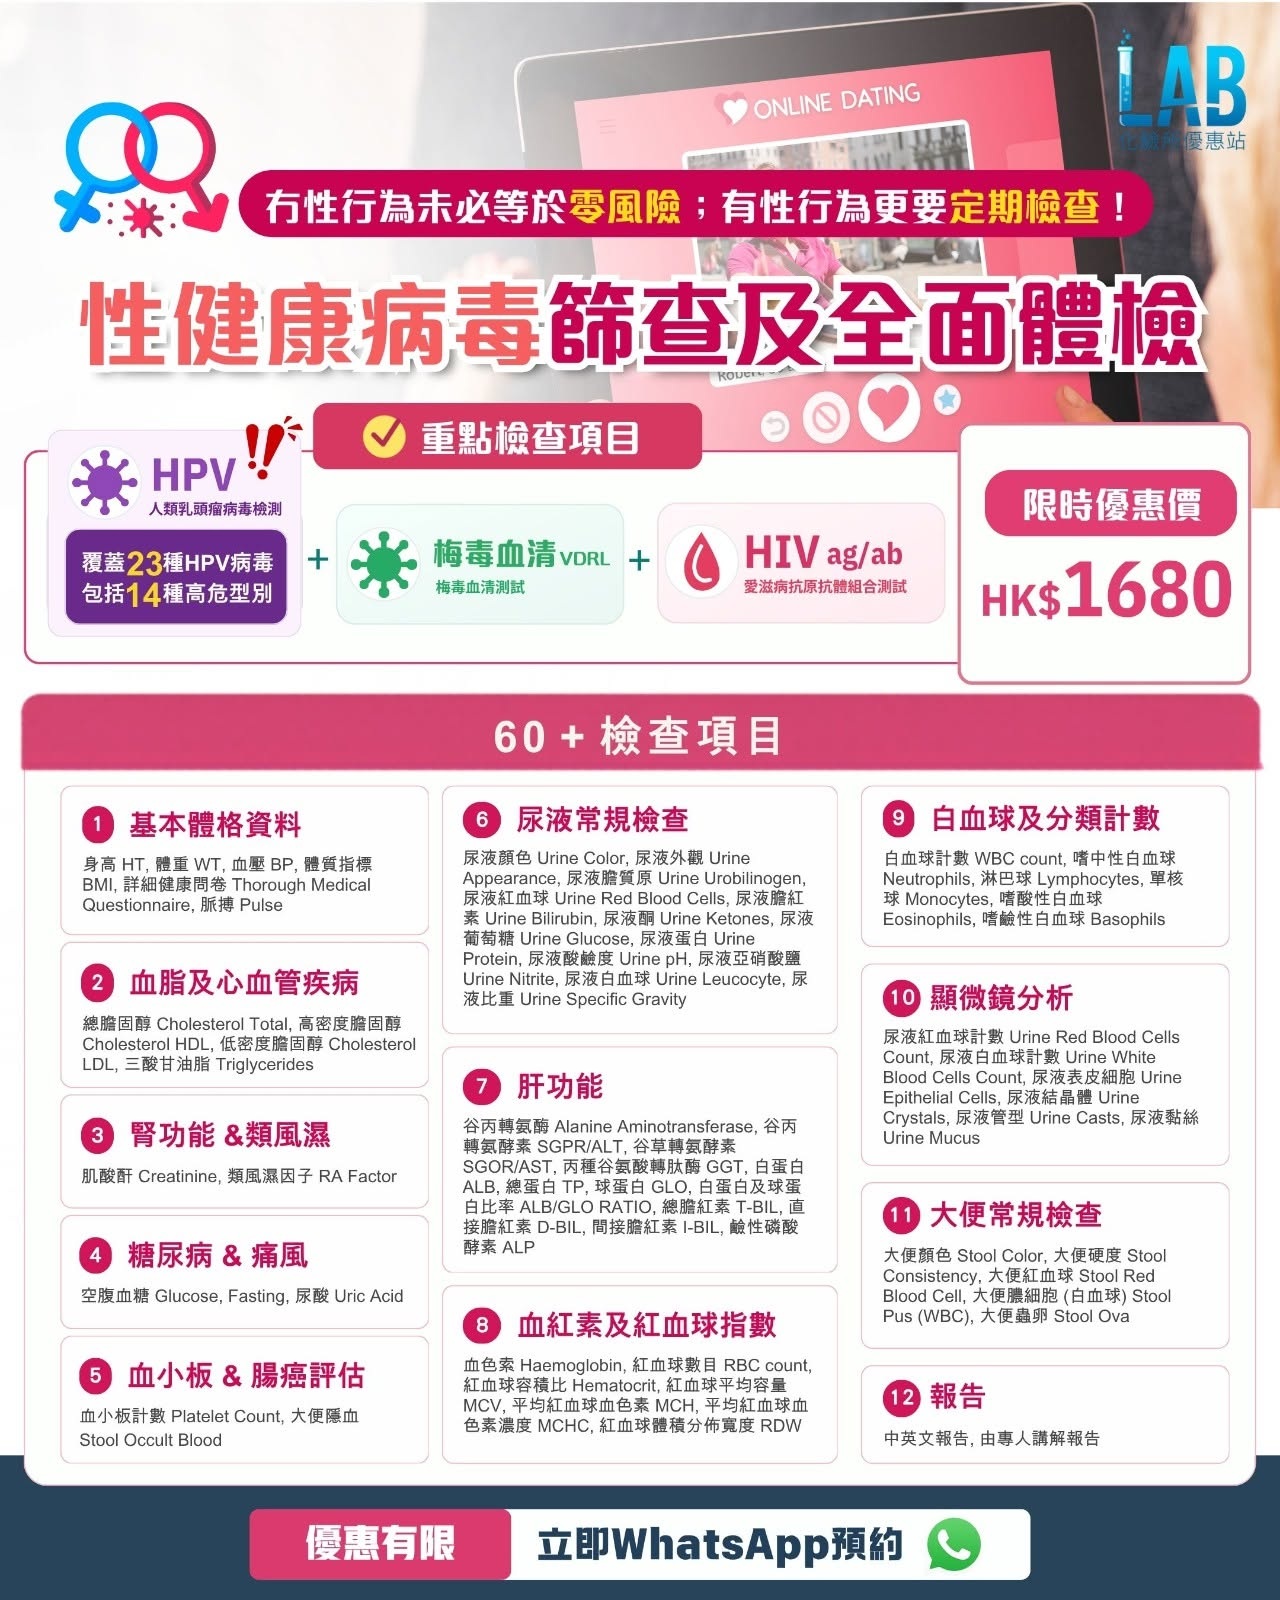 ONLINE DATING
LAB
冇性行為未必等於零風險；有性行為更要定期檢查！
性健康病毒篩查及全面體檢
重點檢查項目
HPV
人類乳頭瘤病毒檢測
覆蓋23種HPV病毒
包括14種高危型別
+
梅毒血清 VDRL
梅毒血清測試
+
HIV ag/ab
愛滋病抗原抗體組合測試
限時優惠價
HK$1680
60 + 檢查項目
1 基本體格資料
身高 HT, 體重 WT, 血壓 BP, 體質指標
BMI, 詳細健康問卷 Thorough Medical
Questionnaire, 脈搏 Pulse
2 血脂及心血管疾病
總膽固醇 Cholesterol Total, 高密度膽固醇
Cholesterol HDL, 低密度膽固醇 Cholesterol
LDL, 三酸甘油脂 Triglycerides
3 腎功能 &類風濕
肌酸酐 Creatinine, 類風濕因子 RA Factor
4 糖尿病 & 痛風
空腹血糖 Glucose, Fasting, 尿酸 Uric Acid
5 血小板 & 腸癌評估
血小板計數 Platelet Count, 大便隱血
Stool Occult Blood
6 尿液常規檢查
尿液顏色 Urine Color, 尿液外觀 Urine
Appearance, 尿液膽質原 Urine Urobilinogen,
尿液紅血球 Urine Red Blood Cells, 尿液膽紅
素 Urine Bilirubin, 尿液酮 Urine Ketones, 尿液
葡萄糖 Urine Glucose, 尿液蛋白 Urine
Protein, 尿液酸鹼度 Urine pH, 尿液亞硝酸鹽
Urine Nitrite, 尿液白血球 Urine Leucocyte, 尿
液比重 Urine Specific Gravity
7 肝功能
谷丙轉氨酶 Alanine Aminotransferase, 谷丙
轉氨酵素 SGPR/ALT, 谷草轉氨酵素
SGOR/AST, 丙種谷氨酸轉肽酶 GGT, 白蛋白
ALB, 總蛋白 TP, 球蛋白 GLO, 白蛋白及球蛋
白比率 ALB/GLO RATIO, 總膽紅素 T-BIL, 直
接膽紅素 D-BIL, 間接膽紅素 I-BIL, 鹼性磷酸
酵素 ALP
8 血紅素及紅血球指數
血色素 Haemoglobin, 紅血球數目 RBC count,
紅血球容積比 Hematocrit, 紅血球平均容量
MCV, 平均紅血球血色素 MCH, 平均紅血球血
色素濃度 MCHC, 紅血球體積分佈寬度 RDW
9 白血球及分類計數
白血球計數 WBC count, 嗜中性白血球
Neutrophils, 淋巴球 Lymphocytes, 單核
球 Monocytes, 嗜酸性白血球
Eosinophils, 嗜鹼性白血球 Basophils
10 顯微鏡分析
尿液紅血球計數 Urine Red Blood Cells
Count, 尿液白血球計數 Urine White
Blood Cells Count, 尿液表皮細胞 Urine
Epithelial Cells, 尿液結晶體 Urine
Crystals, 尿液管型 Urine Casts, 尿液黏絲
Urine Mucus
11 大便常規檢查
大便顏色 Stool Color, 大便硬度 Stool
Consistency, 大便紅血球 Stool Red
Blood Cell, 大便膿細胞 (白血球) Stool
Pus (WBC), 大便蟲卵 Stool Ova
12 報告
中英文報告, 由專人講解報告
優惠有限
立即WhatsApp預約